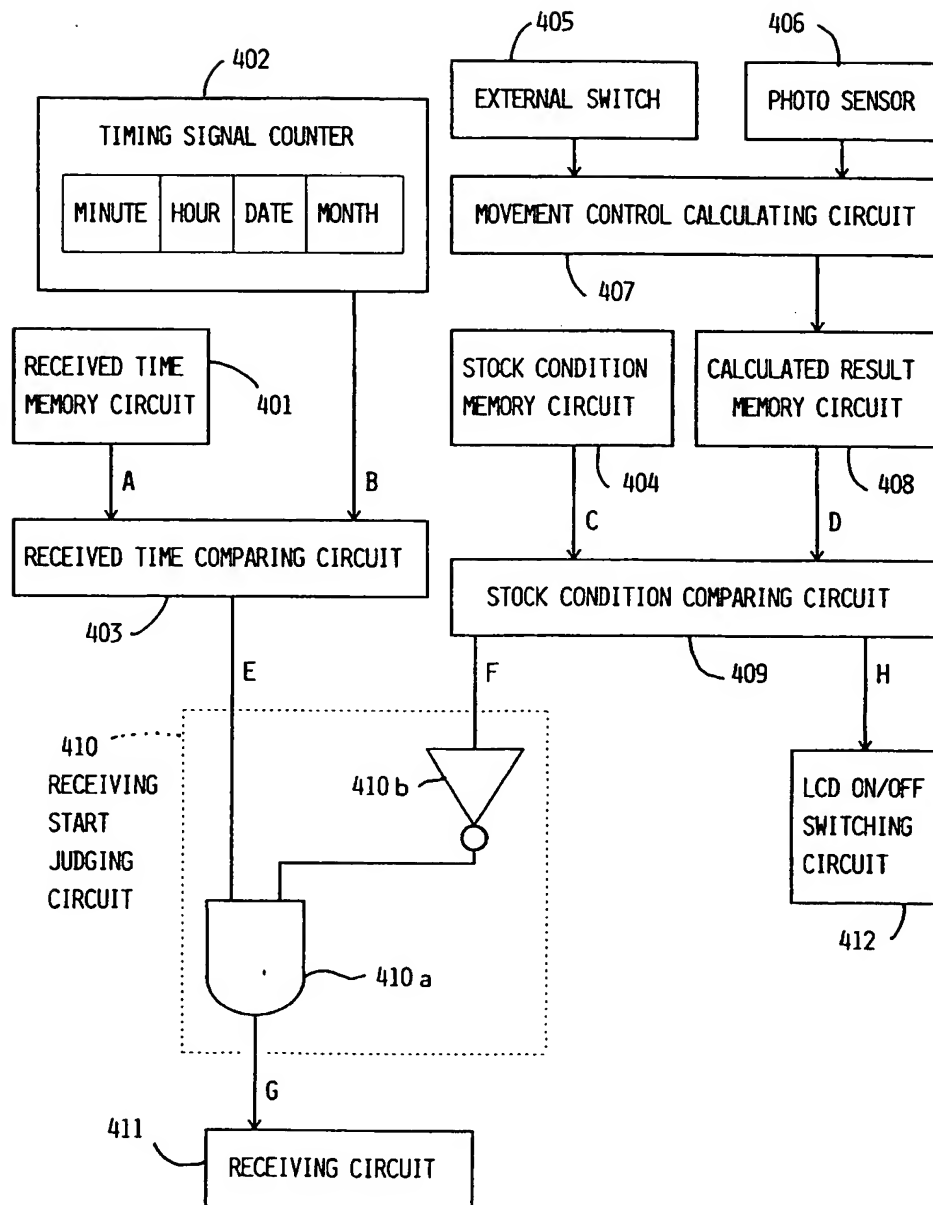 402
TIMING SIGNAL COUNTER
MINUTE HOUR DATE MONTH
405
EXTERNAL SWITCH
406
PHOTO SENSOR
MOVEMENT CONTROL CALCULATING CIRCUIT
407
RECEIVED TIME
MEMORY CIRCUIT
401
STOCK CONDITION
MEMORY CIRCUIT
404
CALCULATED RESULT
MEMORY CIRCUIT
408
A
B
C
D
RECEIVED TIME COMPARING CIRCUIT
403
STOCK CONDITION COMPARING CIRCUIT
409
E
F
H
410
RECEIVING
START
JUDGING
CIRCUIT
410b
410a
LCD ON/OFF
SWITCHING
CIRCUIT
412
G
411
RECEIVING CIRCUIT